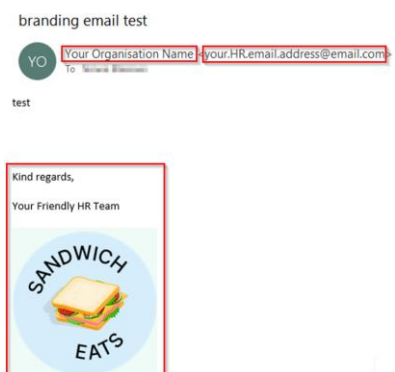 branding email test
YO
Your Organisation Name <your.HR.email.address@email.com>
To
test
Kind regards,
Your Friendly HR Team
SANDWICH
EATS